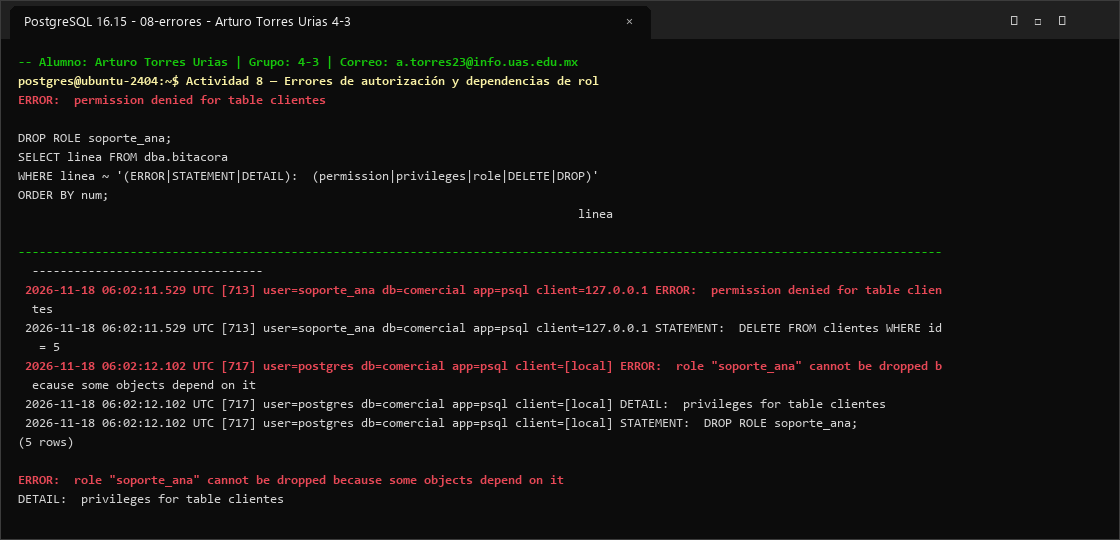 PostgreSQL 16.15 - 08-errores - Arturo Torres Urias 4-3
-- Alumno: Arturo Torres Urias | Grupo: 4-3 | Correo: a.torres23@info.uas.edu.mx
postgres@ubuntu-2404:~$ Actividad 8 — Errores de autorización y dependencias de rol
ERROR:  permission denied for table clientes
DROP ROLE soporte_ana;
SELECT linea FROM dba.bitacora
WHERE linea ~ '(ERROR|STATEMENT|DETAIL):  (permission|privileges|role|DELETE|DROP)'
ORDER BY num;
linea
------------------------------------------------------------------------------------------------------------------------------------
---------------------------------
2026-11-18 06:02:11.529 UTC [713] user=soporte_ana db=comercial app=psql client=127.0.0.1 ERROR:  permission denied for table clien
tes
2026-11-18 06:02:11.529 UTC [713] user=soporte_ana db=comercial app=psql client=127.0.0.1 STATEMENT:  DELETE FROM clientes WHERE id
= 5
2026-11-18 06:02:12.102 UTC [717] user=postgres db=comercial app=psql client=[local] ERROR:  role "soporte_ana" cannot be dropped b
ecause some objects depend on it
2026-11-18 06:02:12.102 UTC [717] user=postgres db=comercial app=psql client=[local] DETAIL:  privileges for table clientes
2026-11-18 06:02:12.102 UTC [717] user=postgres db=comercial app=psql client=[local] STATEMENT:  DROP ROLE soporte_ana;
(5 rows)
ERROR:  role "soporte_ana" cannot be dropped because some objects depend on it
DETAIL:  privileges for table clientes